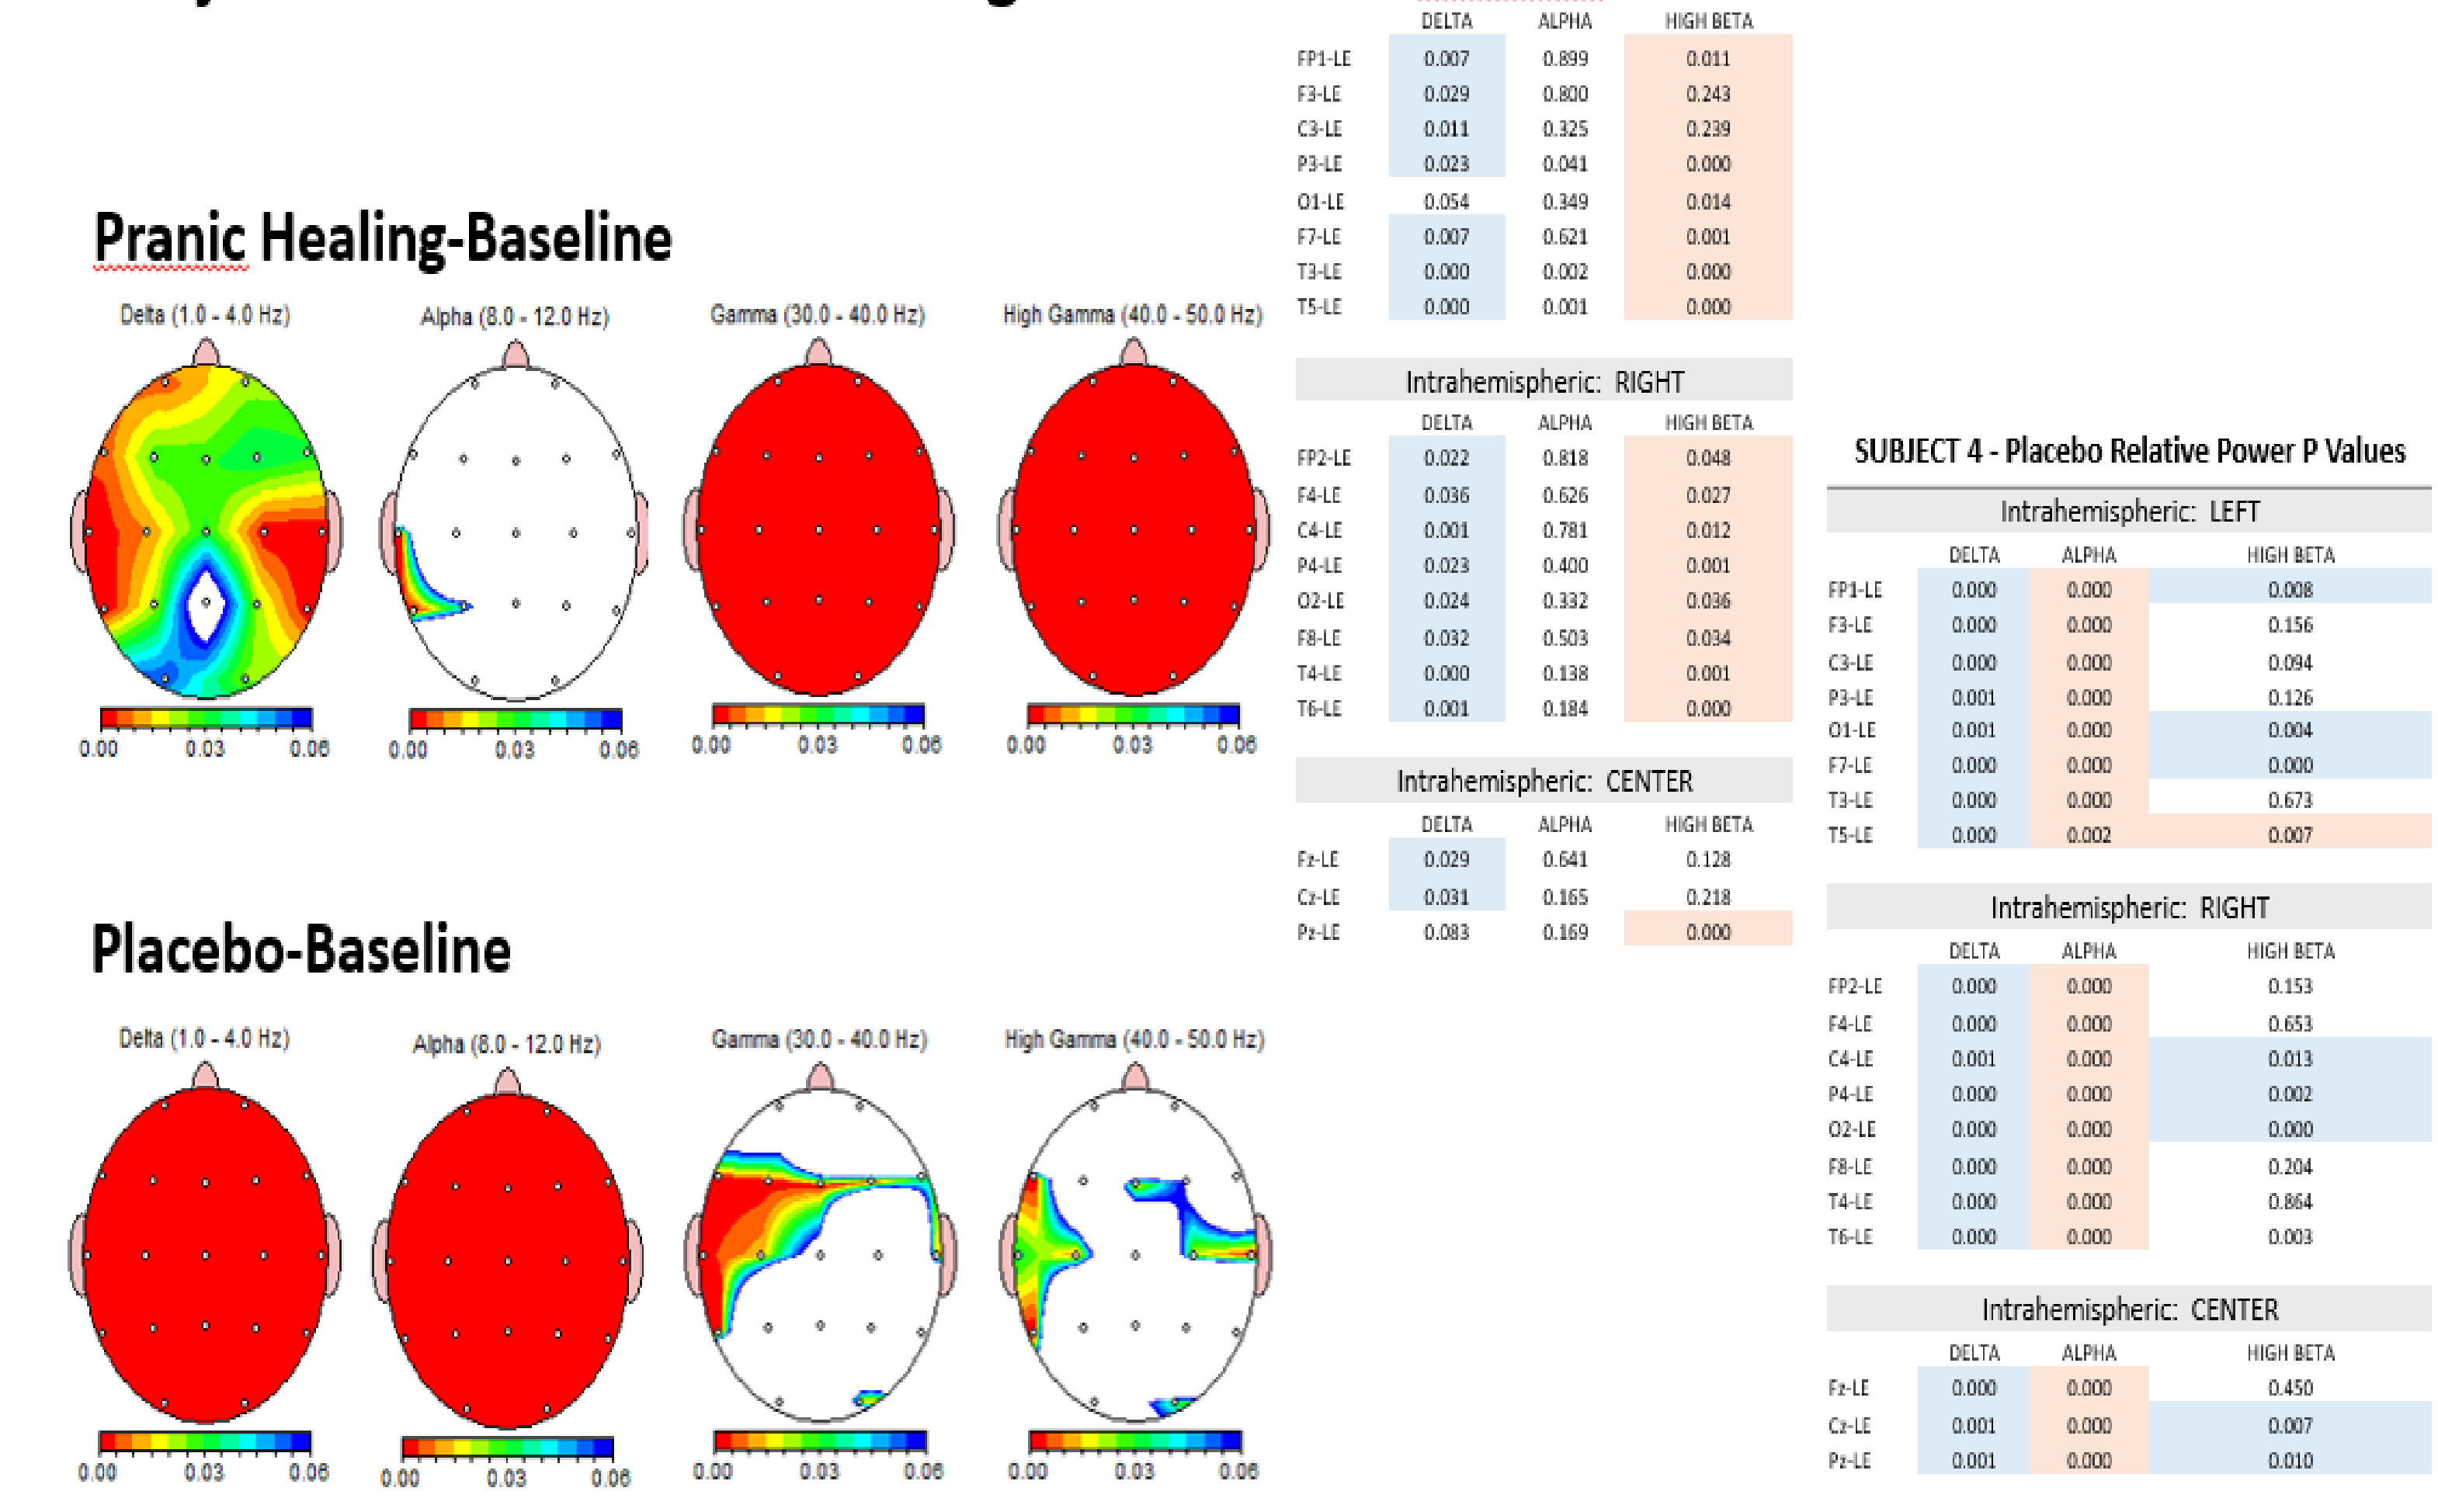 Pranic Healing-Baseline
Delta (1.0 - 4.0 Hz) Alpha (8.0 - 12.0 Hz) Gamma (30.0 - 40.0 Hz) High Gamma (40.0 - 50.0 Hz)
0.00 0.03 0.06 0.00 0.03 0.06 0.00 0.03 0.06 0.00 0.03 0.06
Placebo-Baseline
Delta (1.0 - 4.0 Hz) Alpha (8.0 - 12.0 Hz) Gamma (30.0 - 40.0 Hz) High Gamma (40.0 - 50.0 Hz)
0.00 0.03 0.06 0.00 0.03 0.06 0.00 0.03 0.06 0.00 0.03 0.06
DELTA ALPHA HIGH BETA
FP1-LE 0.007 0.899 0.011
F3-LE 0.029 0.800 0.243
C3-LE 0.011 0.325 0.239
P3-LE 0.023 0.041 0.000
O1-LE 0.054 0.349 0.014
F7-LE 0.007 0.621 0.001
T3-LE 0.000 0.002 0.000
T5-LE 0.000 0.001 0.000
Intrahemispheric: RIGHT
DELTA ALPHA HIGH BETA
FP2-LE 0.022 0.818 0.048
F4-LE 0.036 0.626 0.027
C4-LE 0.001 0.781 0.012
P4-LE 0.023 0.400 0.001
O2-LE 0.024 0.332 0.036
F8-LE 0.032 0.503 0.034
T4-LE 0.000 0.138 0.001
T6-LE 0.001 0.184 0.000
Intrahemispheric: CENTER
DELTA ALPHA HIGH BETA
Fz-LE 0.029 0.641 0.128
Cz-LE 0.031 0.165 0.218
Pz-LE 0.083 0.169 0.000
SUBJECT 4 - Placebo Relative Power P Values
Intrahemispheric: LEFT
DELTA ALPHA HIGH BETA
FP1-LE 0.000 0.000 0.008
F3-LE 0.000 0.000 0.156
C3-LE 0.000 0.000 0.094
P3-LE 0.001 0.000 0.126
O1-LE 0.001 0.000 0.004
F7-LE 0.000 0.000 0.000
T3-LE 0.000 0.000 0.673
T5-LE 0.000 0.002 0.007
Intrahemispheric: RIGHT
DELTA ALPHA HIGH BETA
FP2-LE 0.000 0.000 0.153
F4-LE 0.000 0.000 0.653
C4-LE 0.001 0.000 0.013
P4-LE 0.000 0.000 0.002
O2-LE 0.000 0.000 0.000
F8-LE 0.000 0.000 0.204
T4-LE 0.000 0.000 0.864
T6-LE 0.000 0.000 0.003
Intrahemispheric: CENTER
DELTA ALPHA HIGH BETA
Fz-LE 0.000 0.000 0.450
Cz-LE 0.001 0.000 0.007
Pz-LE 0.001 0.000 0.010